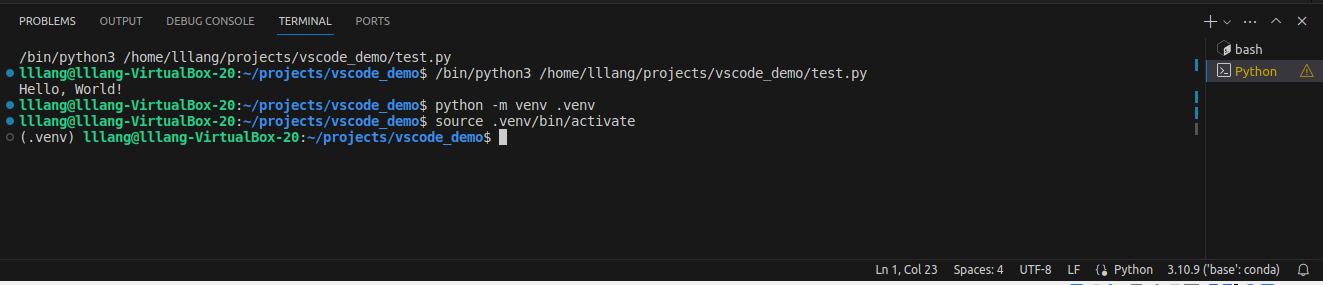 PROBLEMS OUTPUT DEBUG CONSOLE TERMINAL PORTS
/bin/python3 /home/lllang/projects/vscode_demo/test.py
lllang@lllang-VirtualBox-20:~/projects/vscode_demo$ /bin/python3 /home/lllang/projects/vscode_demo/test.py
Hello, World!
lllang@lllang-VirtualBox-20:~/projects/vscode_demo$ python -m venv .venv
lllang@lllang-VirtualBox-20:~/projects/vscode_demo$ source .venv/bin/activate
(.venv) lllang@lllang-VirtualBox-20:~/projects/vscode_demo$
bash
Python
Ln 1, Col 23 Spaces: 4 UTF-8 LF Python 3.10.9 ('base': conda)